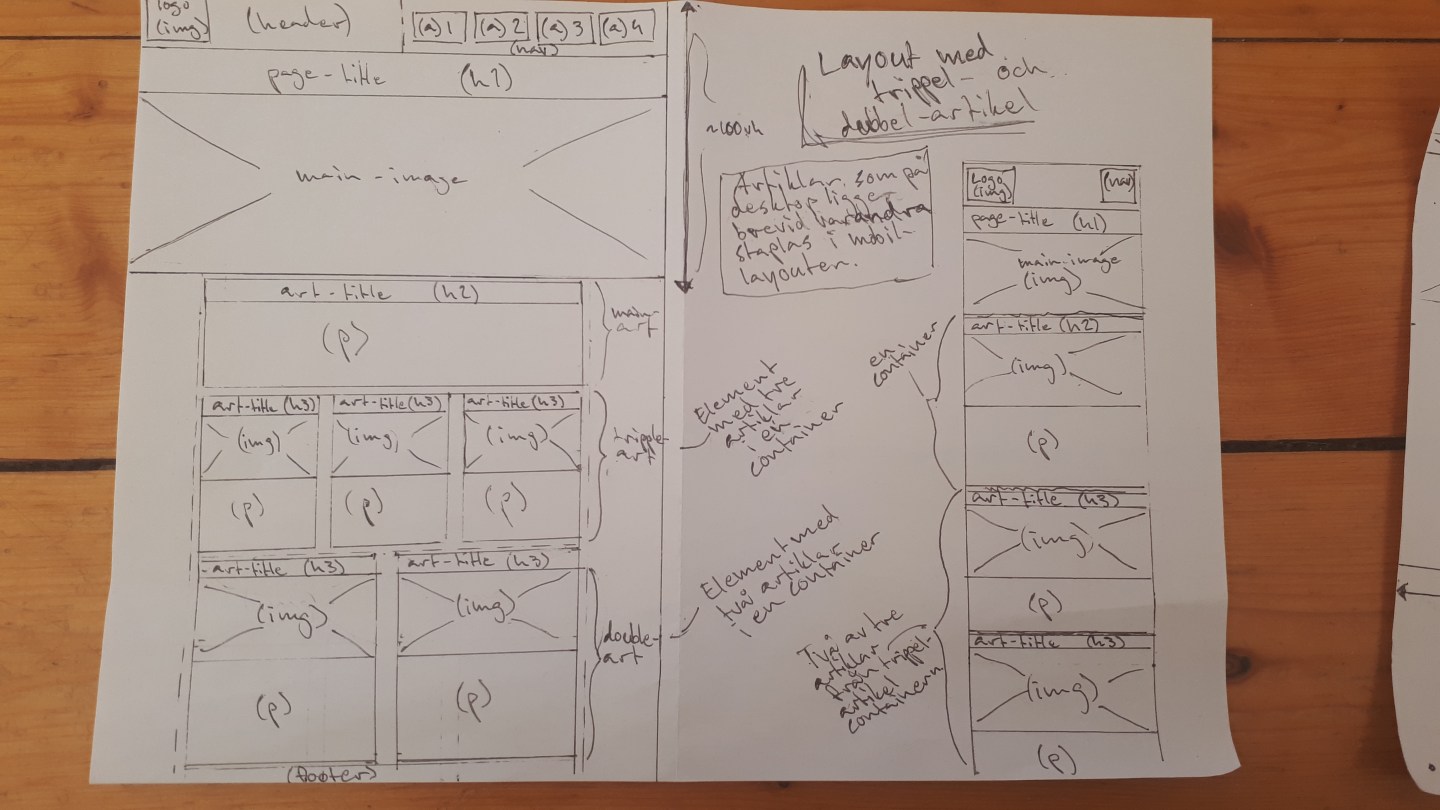 logo
(img)
(header)
(a) 1
(a) 2
(a) 3
(a) 4
(nav)
page-title (h1)
main-image
~100vh
art-title (h2)
(p)
main-
art
art-title (h3)
art-title (h3)
art-title (h3)
(img)
(img)
(img)
(p)
(p)
(p)
tripple-
art
art-title (h3)
art-title (h3)
(img)
(img)
(p)
(p)
double-
art
(footer)
Layout med
trippel- och
dubbel-artikel
Artiklar som på
desktop ligger
brevid varandra
staplas i mobil-
layouten.
Element
med tre
artiklar
i en
container
Element med
två artiklar
i en container
en
container
Två av tre
artiklar
från trippel-
artikel
containern
Logo
(img)
(nav)
page-title (h1)
main-image
(img)
art-title (h2)
(img)
(p)
art-title (h3)
(img)
(p)
art-title (h3)
(img)
(p)